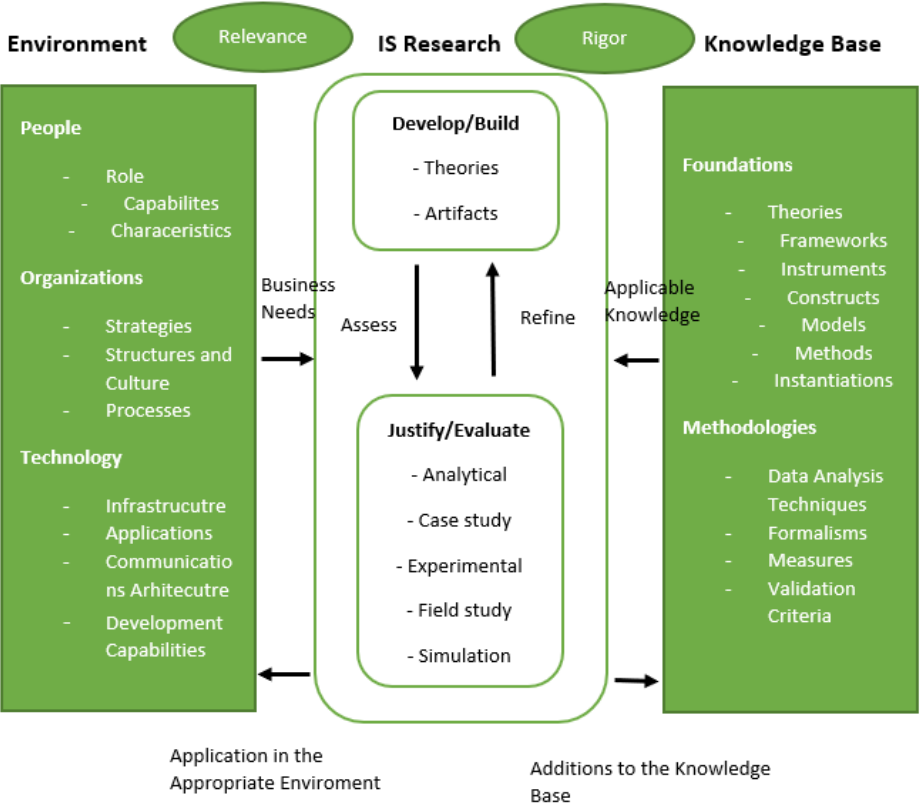 Environment
Relevance
IS Research
Rigor
Knowledge Base
People
- Role
- Capabilites
- Characeristics
Organizations
- Strategies
- Structures and
Culture
- Processes
Technology
- Infrastrucutre
- Applications
- Communicatio
ns Arhitecutre
- Development
Capabilities
Business
Needs
Develop/Build
- Theories
- Artifacts
Assess
Refine
Justify/Evaluate
- Analytical
- Case study
- Experimental
- Field study
- Simulation
Applicable
Knowledge
Foundations
- Theories
- Frameworks
- Instruments
- Constructs
- Models
- Methods
- Instantiations
Methodologies
- Data Analysis
Techniques
- Formalisms
- Measures
- Validation
Criteria
Application in the
Appropriate Enviroment
Additions to the Knowledge
Base